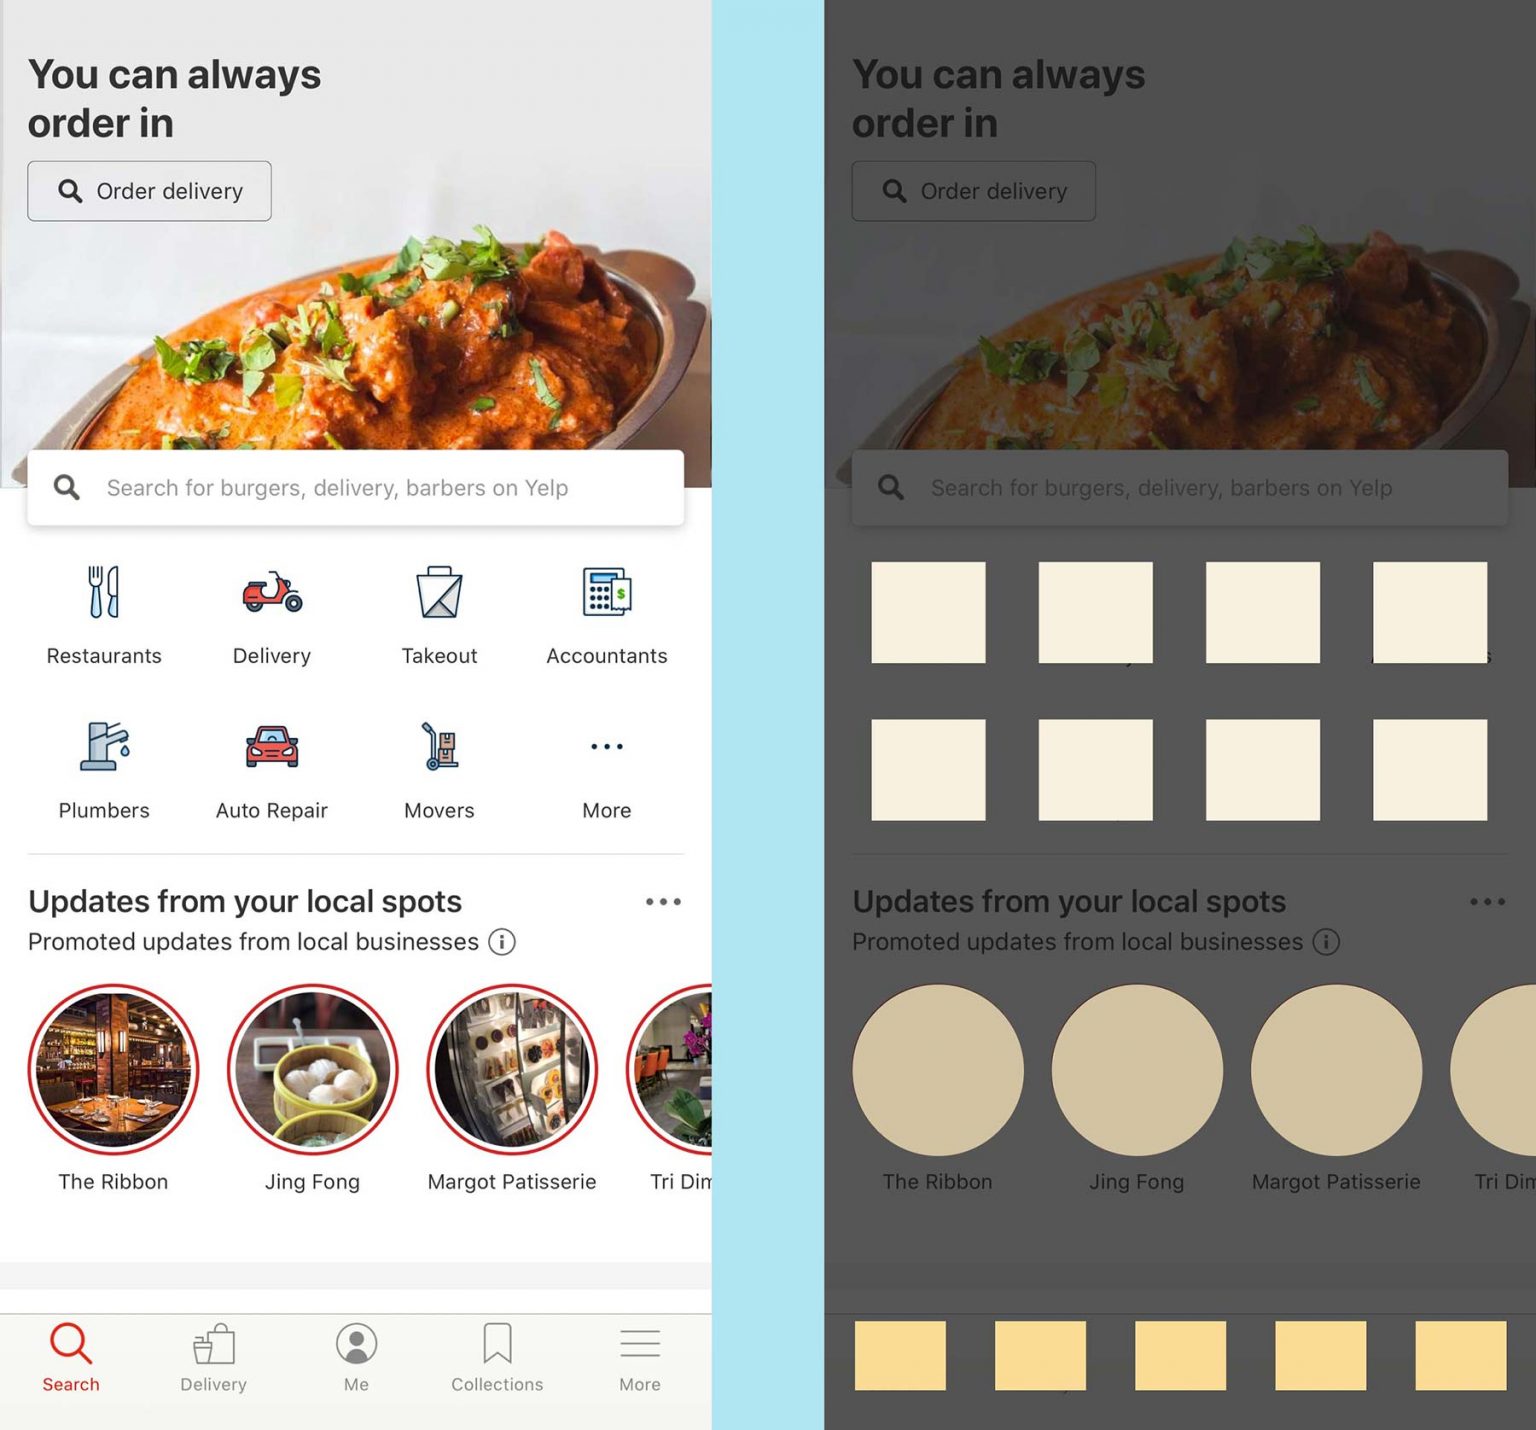 You can always
order in
Order delivery
Search for burgers, delivery, barbers on Yelp
Restaurants
Delivery
Takeout
Accountants
$
Plumbers
Auto Repair
Movers
More
Updates from your local spots
Promoted updates from local businesses
The Ribbon
Jing Fong
Margot Patisserie
Tri Dim
Search
Delivery
Me
Collections
More
You can always
order in
Order delivery
Search for burgers, delivery, barbers on Yelp
Updates from your local spots
Promoted updates from local businesses
The Ribbon
Jing Fong
Margot Patisserie
Tri Dim